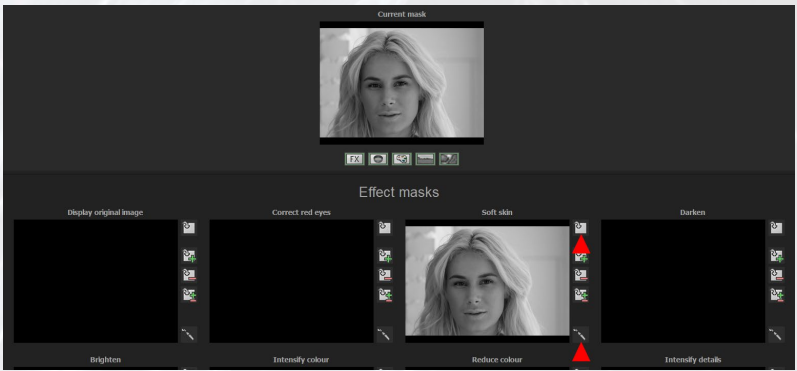 Current mask
FX
Effect masks
Display original image
Correct red eyes
Soft skin
Darken
Brighten
Intensify colour
Reduce colour
Intensify details